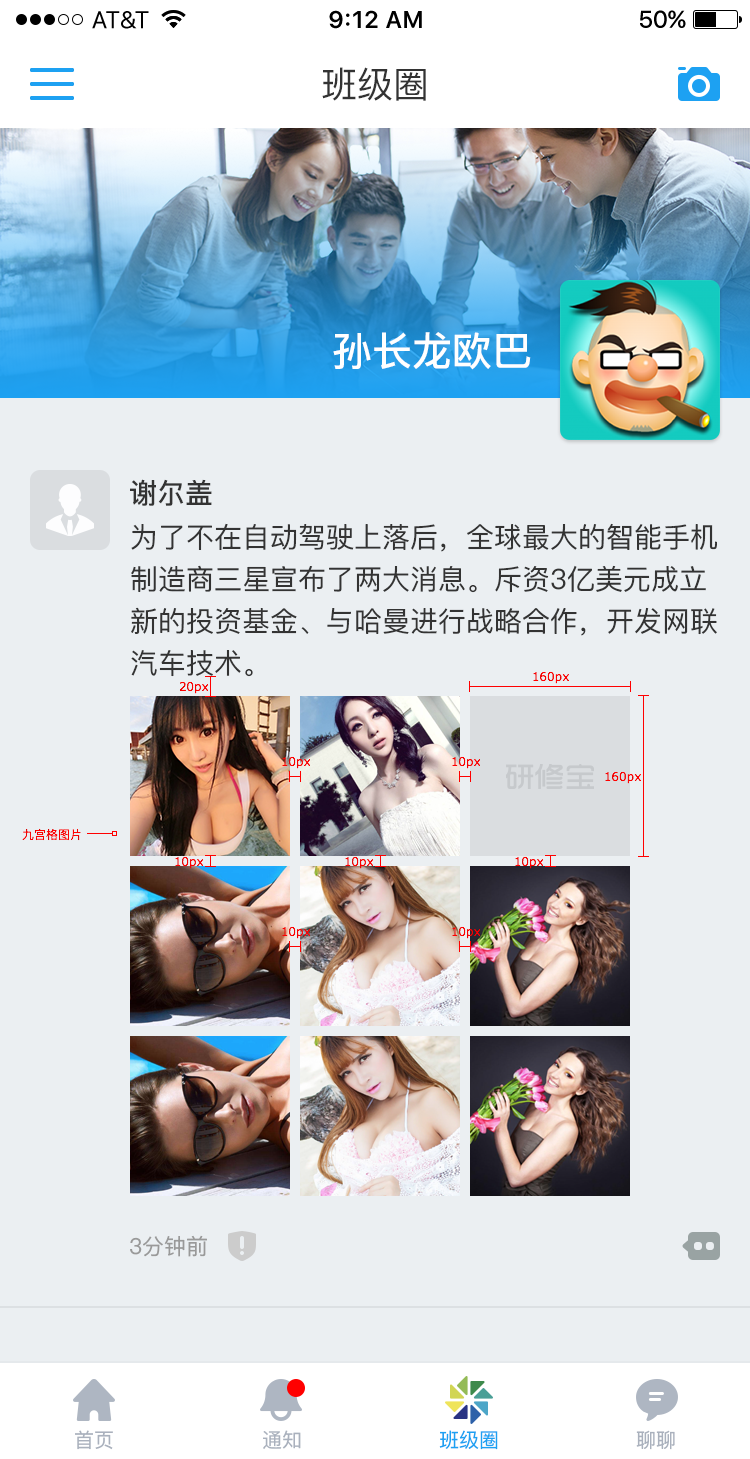 AT&T
9:12 AM
50%
班级圈
孙长龙欧巴
谢尔盖
为了不在自动驾驶上落后，全球最大的智能手机
制造商三星宣布了两大消息。斥资3亿美元成立
新的投资基金、与哈曼进行战略合作，开发网联
汽车技术。
20px
160px
10px
10px
研修宝
160px
九宫格图片
10px
10px
10px
10px
10px
3分钟前
首页
通知
班级圈
聊聊